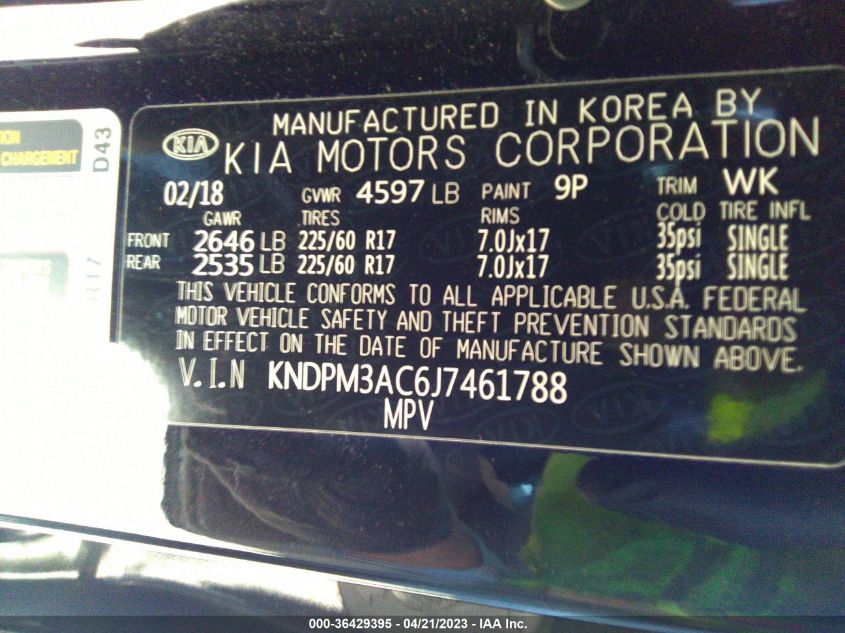 MANUFACTURED IN KOREA BY
KIA KIA MOTORS CORPORATION
02/18 GVWR 4597 LB PAINT 9P TRIM WK
GAWR TIRES RIMS COLD TIRE INFL
FRONT 2646 LB 225/60 R17 7.0Jx17 35psi SINGLE
REAR 2535 LB 225/60 R17 7.0Jx17 35psi SINGLE
THIS VEHICLE CONFORMS TO ALL APPLICABLE U.S.A. FEDERAL
MOTOR VEHICLE SAFETY AND THEFT PREVENTION STANDARDS
IN EFFECT ON THE DATE OF MANUFACTURE SHOWN ABOVE.
V.I.N KNDPM3AC6J7461788
MPV
CHARGEMENT
D43
000-36429395 - 04/21/2023 - IAA Inc.